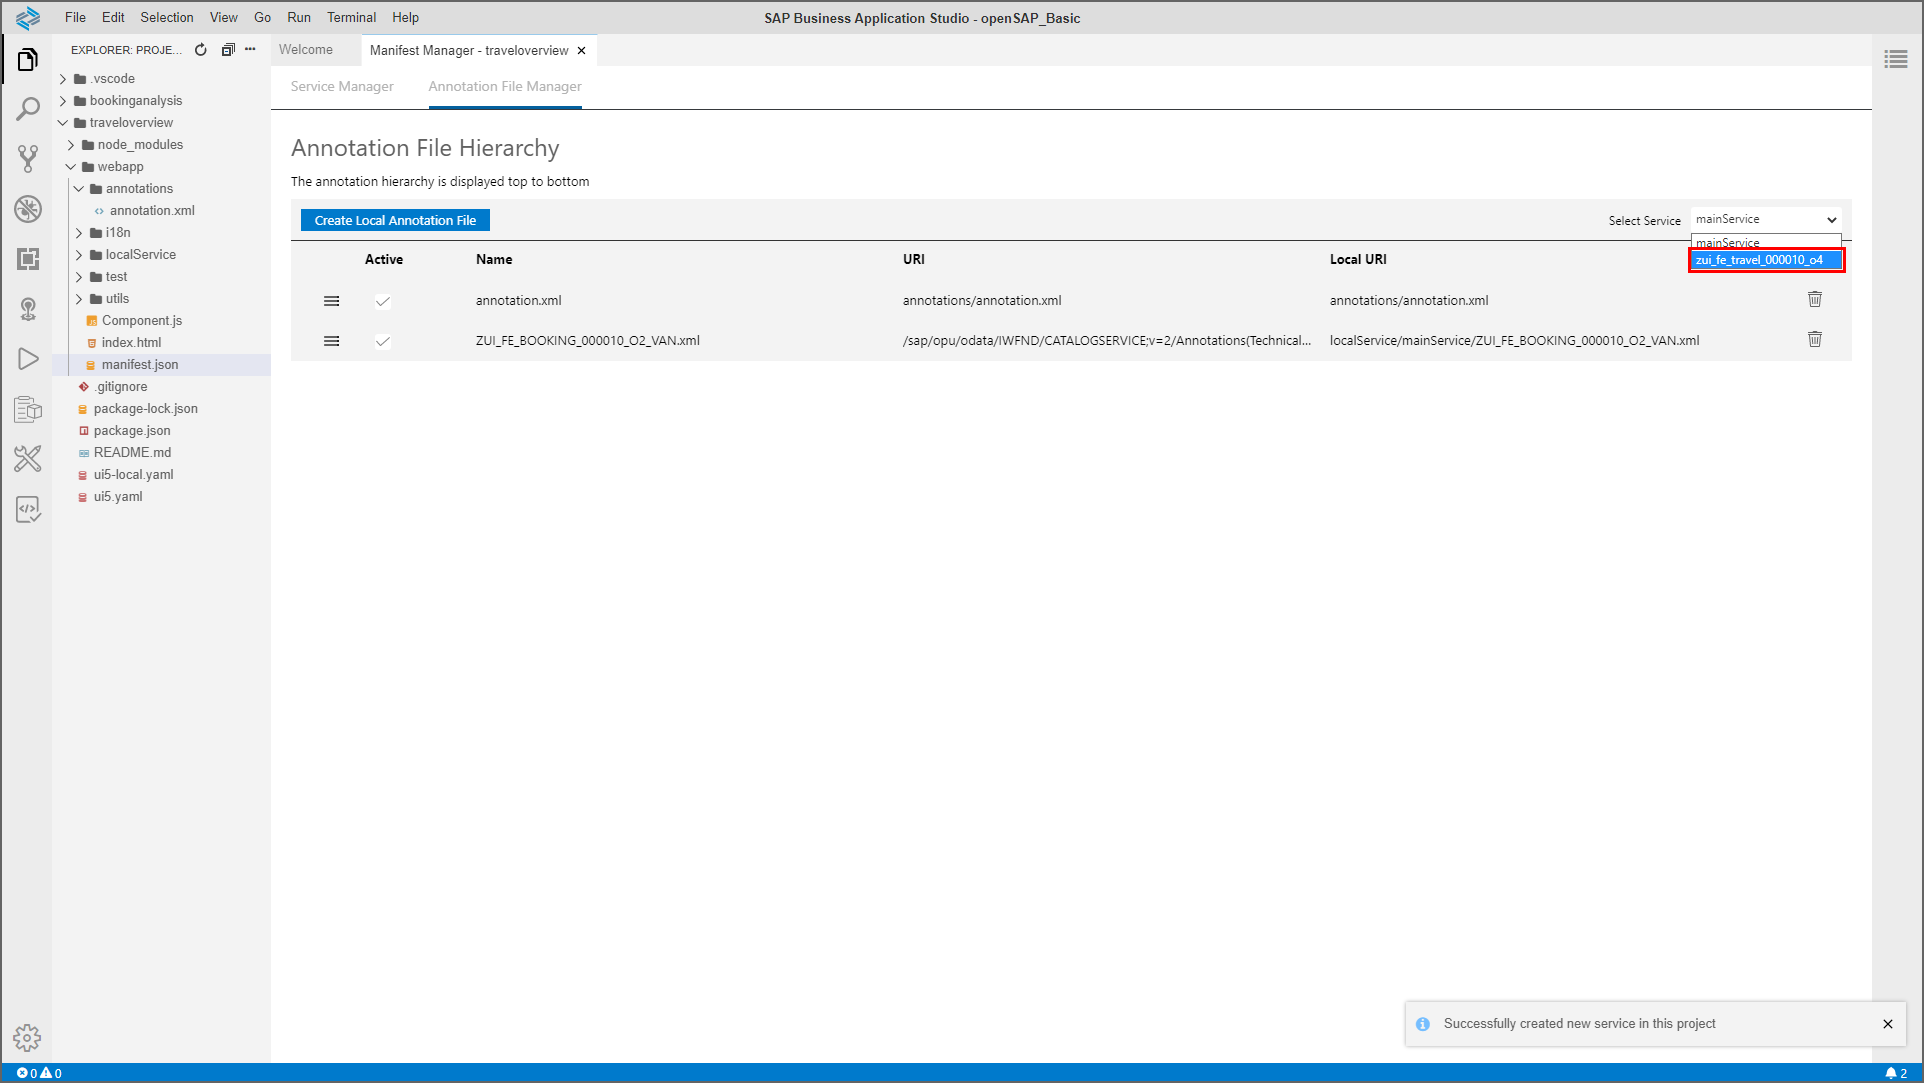 File Edit Selection View Go Run Terminal Help
SAP Business Application Studio - openSAP_Basic
EXPLORER: PROJE...
Welcome
Manifest Manager - traveloverview
Service Manager
Annotation File Manager
.vscode
bookinganalysis
traveloverview
node_modules
webapp
annotations
annotation.xml
i18n
localService
test
utils
Component.js
index.html
manifest.json
.gitignore
package-lock.json
package.json
README.md
ui5-local.yaml
ui5.yaml
Annotation File Hierarchy
The annotation hierarchy is displayed top to bottom
Create Local Annotation File
Select Service
mainService
mainService
zui_fe_travel_000010_o4
Active Name URI Local URI
annotation.xml annotations/annotation.xml annotations/annotation.xml
ZUI_FE_BOOKING_000010_O2_VAN.xml /sap/opu/odata/IWFND/CATALOGSERVICE;v=2/Annotations(Technical... localService/mainService/ZUI_FE_BOOKING_000010_O2_VAN.xml
Successfully created new service in this project
0 0
2